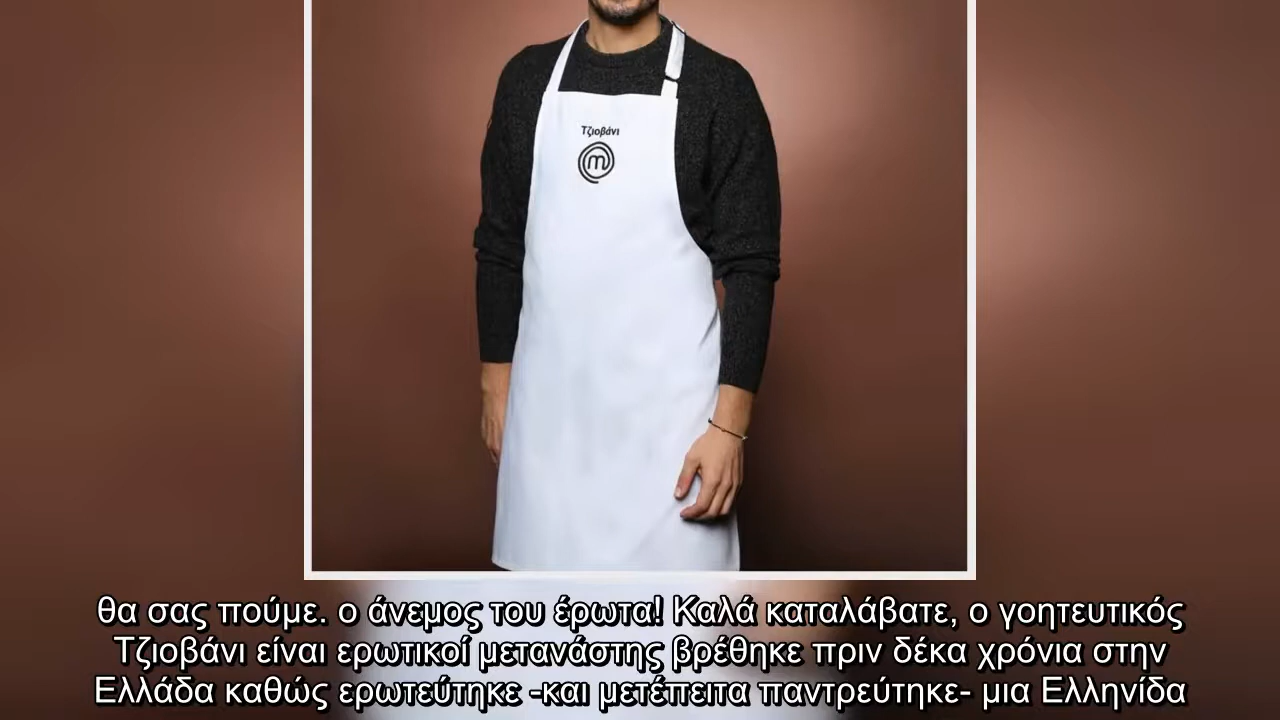 Τζιοβάνι
m
θα σας πούμε. ο άνεμος του έρωτα! Καλά καταλάβατε, ο γοητευτικός
Τζιοβάνι είναι ερωτικοί μετανάστης βρέθηκε πριν δέκα χρόνια στην
Ελλάδα καθώς ερωτεύτηκε -και μετέπειτα παντρεύτηκε- μια Ελληνίδα